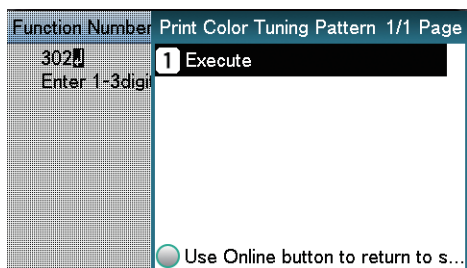 Function Number
302
Enter 1-3digi
Print Color Tuning Pattern 1/1 Page
1 Execute
Use Online button to return to s...